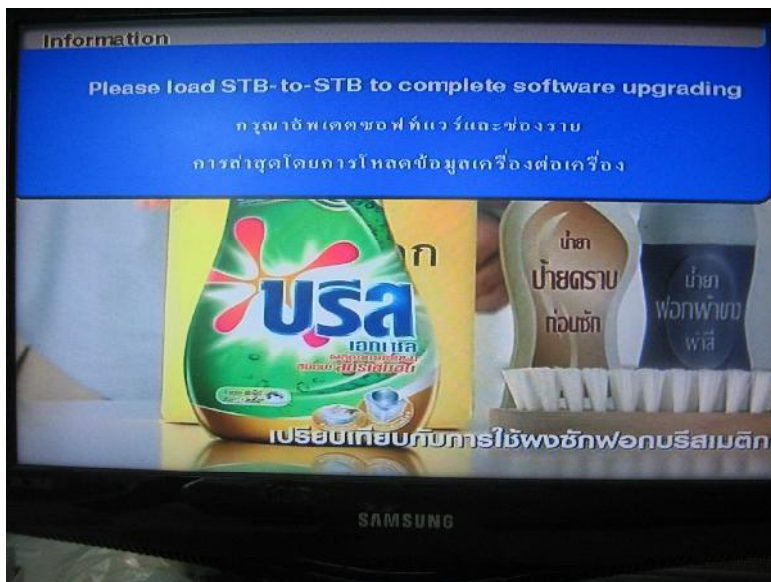 Information
Please load STB-to-STB to complete software upgrading
กรุณาอัพเดตซอฟท์แวร์และช่องราย
การล่าสุดโดยการโหลดข้อมูลเครื่องต่อเครื่อง
บรีส
เอกเซล
น้ำยา
ป้ายคราบ
ก่อนซัก
น้ำยา
ฟอกผ้าขาว
ผ้าสี
เปรียบเทียบกับการใช้ผงซักฟอกบรีสเมติก
SAMSUNG